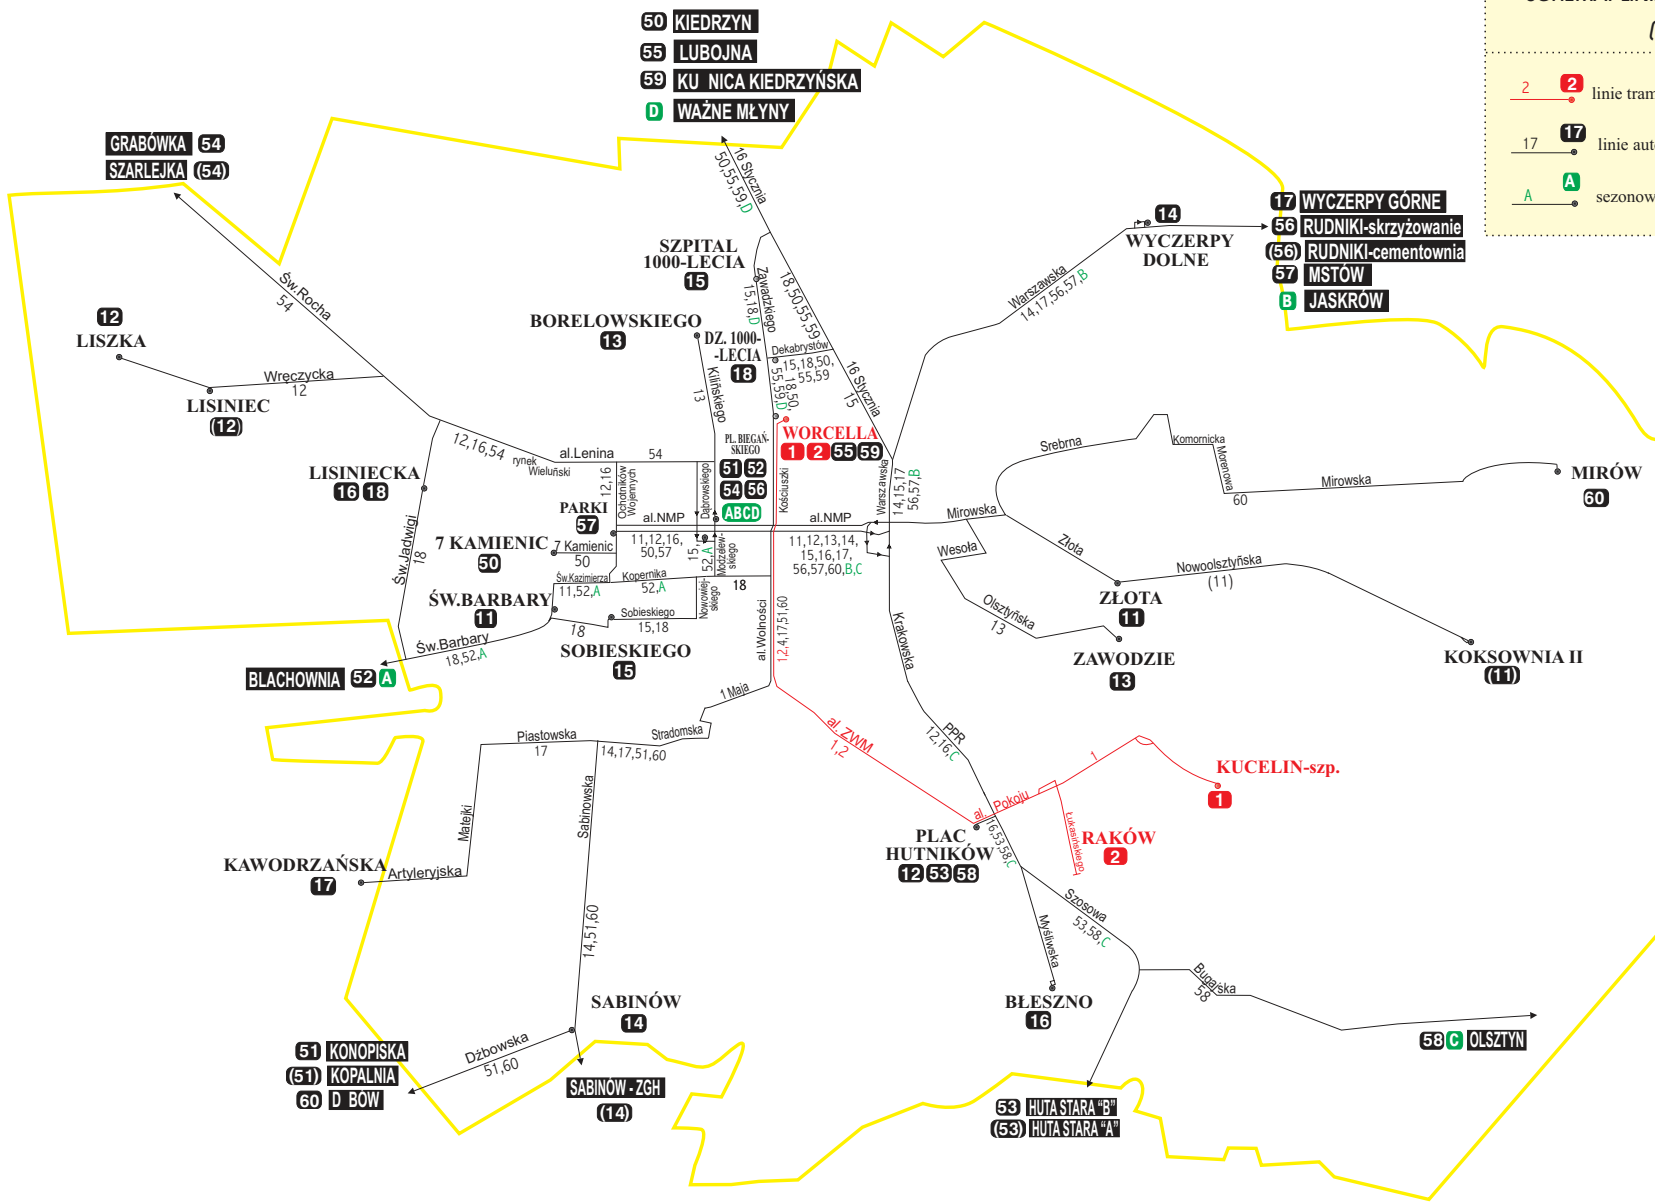 50 KIEDRZYN
55 LUBOJNA
59 KU NICA KIEDRZYŃSKA
D WAŻNE MŁYNY
2 2 linie tram
17 17 linie aut
A A sezonow
GRABÓWKA 54
SZARLEJKA (54)
16 Stycznia
50,55,59,D
17 WYCZERPY GÓRNE
56 RUDNIKI-skrzyżowanie
(56) RUDNIKI-cementownia
57 MSTÓW
B JASKRÓW
14
WYCZERPY
DOLNE
Warszawska
14,17,56,57,B
SZPITAL
1000-LECIA
15
Zawadzkiego
15,18,D
18,50,55,59
Św.Rocha
54
12
LISZKA
Wręczycka
12
LISINIEC
(12)
BORELOWSKIEGO
13
Kilińskiego
13
DZ. 1000-
-LECIA
18
Dekabrystów
15,18,50,
55,59
18,50,
55,59,D
16 Stycznia
15
12,16,54
rynek
Wieluński
al.Lenina
54
WORCELLA
1 2 55 59
PL. BIEGAŃ-
SKIEGO
51 52
54 56
ABCD
Kościuszki
Dąbrowskiego
Ochotników
Wojennych
12,16
LISINIECKA
16 18
Św.Jadwigi
18
PARKI
57
al.NMP
11,12,16,
50,57
al.NMP
11,12,13,14,
15,16,17,
56,57,60,B,C
Warszawska
14,15,17
56,57,B
Mirowska
Srebrna
Komornicka
Morenowa
60
Mirowska
MIRÓW
60
Wesoła
Złota
Nowoolsztyńska
(11)
ZŁOTA
11
Olsztyńska
13
ZAWODZIE
13
KOKSOWNIA II
(11)
7 KAMIENIC
50
7 Kamienic
50
15,
52,A
Modzelew-
skiego
Św.Kazimierza
11,52,A
Kopernika
52,A
Nowowiej-
skiego
18
ŚW.BARBARY
11
Sobieskiego
15,18
18
SOBIESKIEGO
15
Św.Barbary
18,52,A
BLACHOWNIA 52 A
al.Wolności
1,2,4,17,51,60
Krakowska
1 Maja
Stradomska
Piastowska
17
14,17,51,60
Matejki
Sabinowska
14,51,60
KAWODRZAŃSKA
17
Artyleryjska
al. ZWM
1,2
PPR
12,16,C
al. Pokoju
1
KUCELIN-szp.
1
Łukasińskiego
RAKÓW
2
PLAC
HUTNIKÓW
12 53 58
16,53,58,C
Szosowa
53,58,C
Myśliwska
BŁESZNO
16
Bugajska
58
58 C OLSZTYN
SABINÓW
14
Dźbowska
51,60
51 KONOPISKA
(51) KOPALNIA
60 D BÓW
SABINÓW - ZGH
(14)
53 HUTA STARA "B"
(53) HUTA STARA "A"